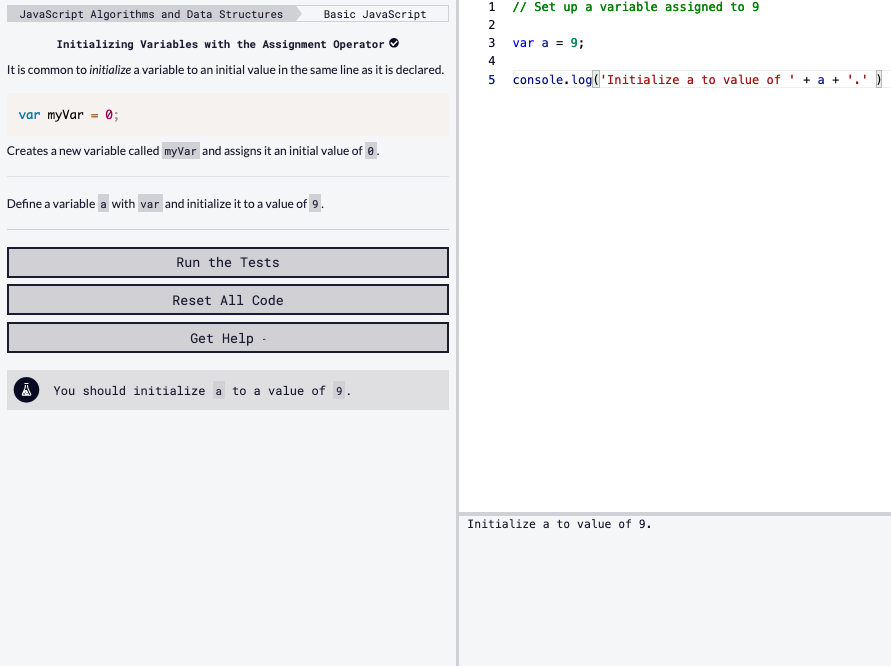 JavaScript Algorithms and Data Structures
Basic JavaScript
Initializing Variables with the Assignment Operator
It is common to initialize a variable to an initial value in the same line as it is declared.
var myVar = 0;
Creates a new variable called myVar and assigns it an initial value of 0.
Define a variable a with var and initialize it to a value of 9.
Run the Tests
Reset All Code
Get Help -
You should initialize a to a value of 9.
1 // Set up a variable assigned to 9
2
3 var a = 9;
4
5 console.log('Initialize a to value of ' + a + '.' )
Initialize a to value of 9.